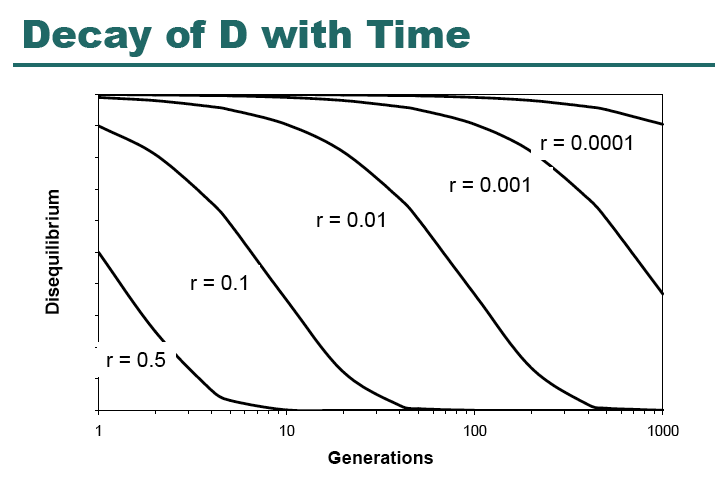 Decay of D with Time
r = 0.0001
r = 0.001
r = 0.01
r = 0.1
r = 0.5
Disequilibrium
1
10
100
1000
Generations